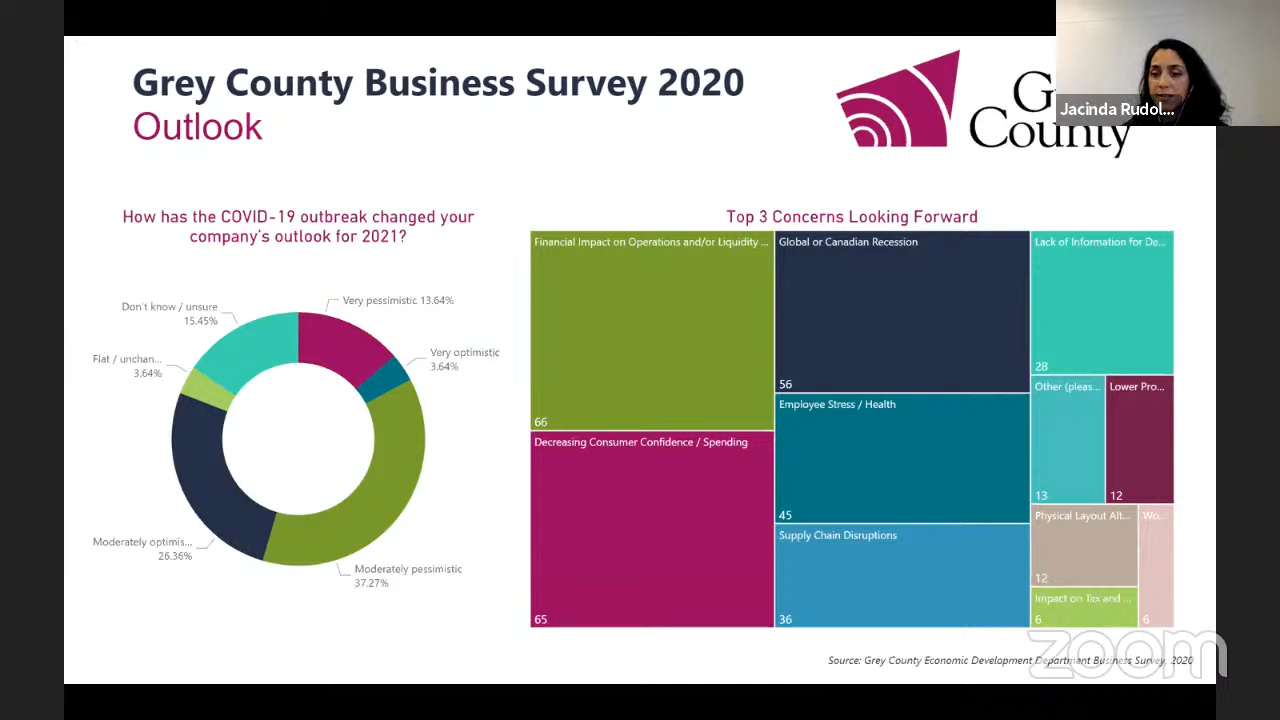 Grey County Business Survey 2020
Outlook
County
Jacinda Rudol...
How has the COVID-19 outbreak changed your
company's outlook for 2021?
Very pessimistic 13.64%
Very optimistic
3.64%
Moderately pessimistic
37.27%
Moderately optimis...
26.36%
Flat / unchan...
3.64%
Don't know / unsure
15.45%
Top 3 Concerns Looking Forward
Financial Impact on Operations and/or Liquidity ...
66
Decreasing Consumer Confidence / Spending
65
Global or Canadian Recession
56
Employee Stress / Health
45
Supply Chain Disruptions
36
Lack of Information for De...
28
Other (pleas...
13
Lower Pro...
12
Physical Layout Alt...
12
Wo...
6
Impact on Tax and ...
6
Source: Grey County Economic Development Department Business Survey, 2020
zoom